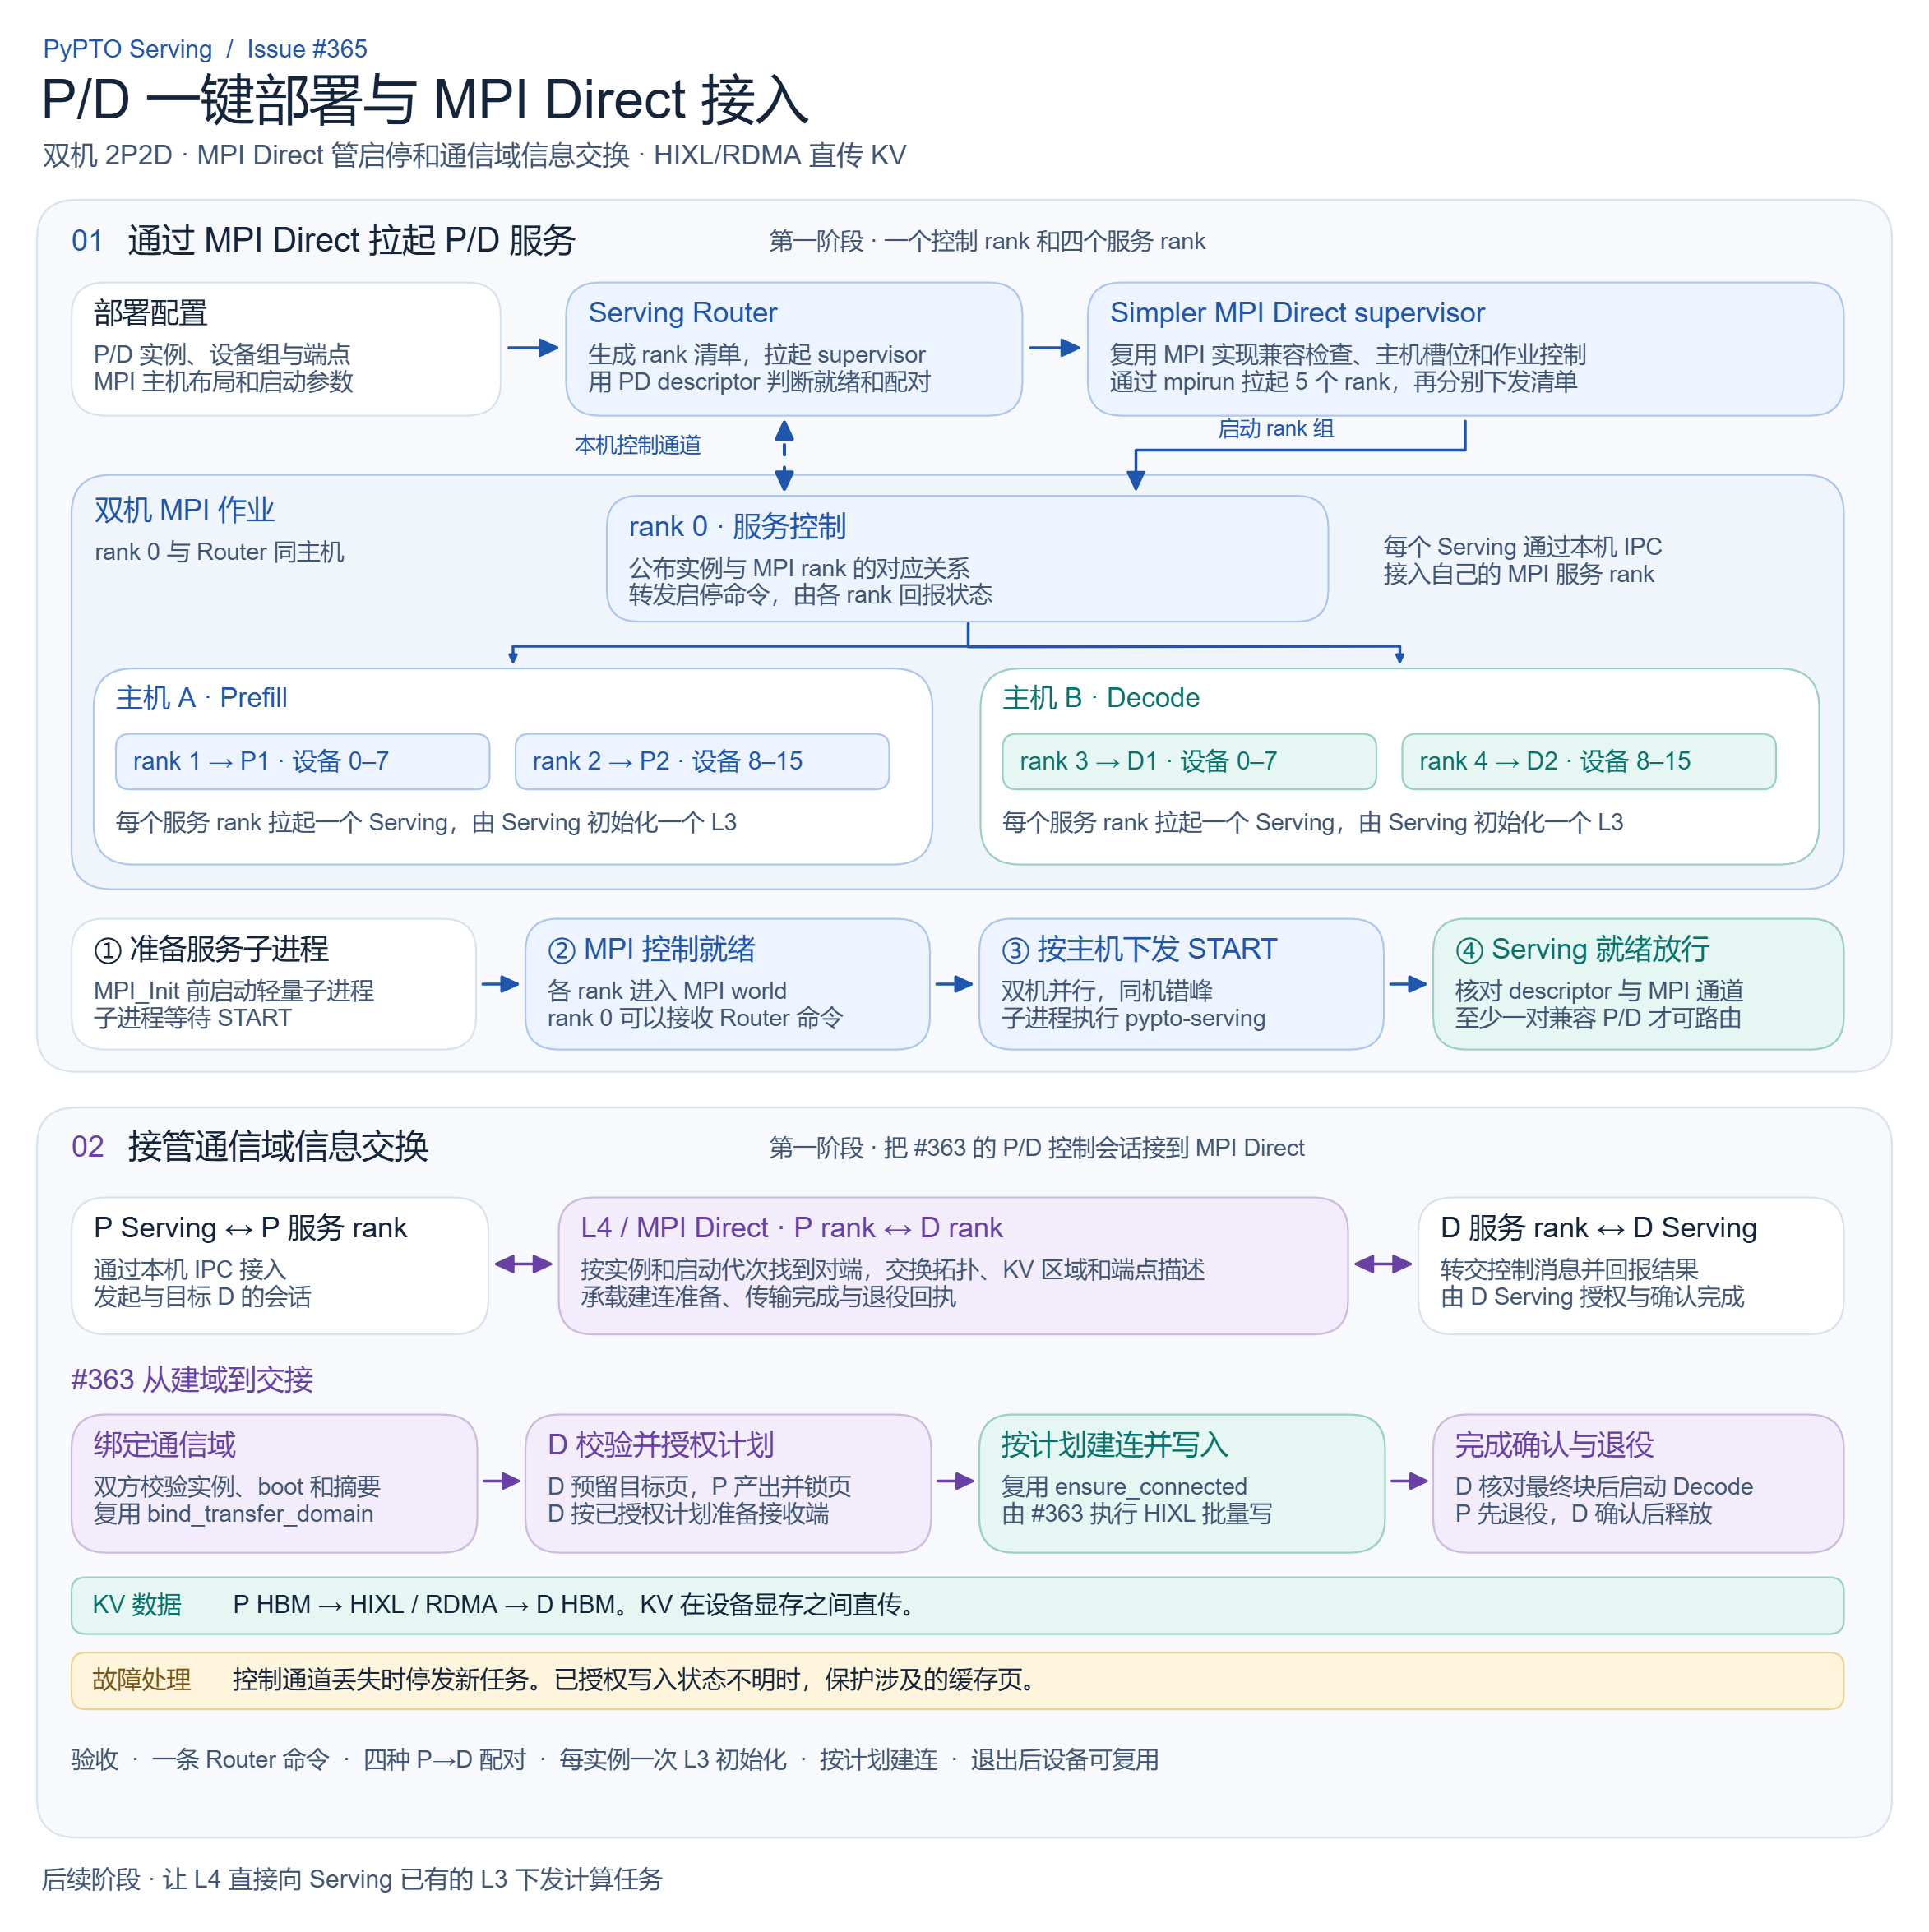 PyPTO Serving / Issue #365
P/D 一键部署与 MPI Direct 接入
双机 2P2D · MPI Direct 管启停和通信域信息交换 · HIXL/RDMA 直传 KV
01 通过 MPI Direct 拉起 P/D 服务
第一阶段 · 一个控制 rank 和四个服务 rank
部署配置
P/D 实例、设备组与端点
MPI 主机布局和启动参数
Serving Router
生成 rank 清单，拉起 supervisor
用 PD descriptor 判断就绪和配对
Simpler MPI Direct supervisor
复用 MPI 实现兼容检查、主机槽位和作业控制
通过 mpirun 拉起 5 个 rank，再分别下发清单
本机控制通道
启动 rank 组
双机 MPI 作业
rank 0 与 Router 同主机
rank 0 · 服务控制
公布实例与 MPI rank 的对应关系
转发启停命令，由各 rank 回报状态
每个 Serving 通过本机 IPC
接入自己的 MPI 服务 rank
主机 A · Prefill
rank 1 → P1 · 设备 0–7
rank 2 → P2 · 设备 8–15
每个服务 rank 拉起一个 Serving，由 Serving 初始化一个 L3
主机 B · Decode
rank 3 → D1 · 设备 0–7
rank 4 → D2 · 设备 8–15
每个服务 rank 拉起一个 Serving，由 Serving 初始化一个 L3
① 准备服务子进程
MPI_Init 前启动轻量子进程
子进程等待 START
② MPI 控制就绪
各 rank 进入 MPI world
rank 0 可以接收 Router 命令
③ 按主机下发 START
双机并行，同机错峰
子进程执行 pypto-serving
④ Serving 就绪放行
核对 descriptor 与 MPI 通道
至少一对兼容 P/D 才可路由
02 接管通信域信息交换
第一阶段 · 把 #363 的 P/D 控制会话接到 MPI Direct
P Serving ↔ P 服务 rank
通过本机 IPC 接入
发起与目标 D 的会话
L4 / MPI Direct · P rank ↔ D rank
按实例和启动代次找到对端，交换拓扑、KV 区域和端点描述
承载建连准备、传输完成与退役回执
D 服务 rank ↔ D Serving
转交控制消息并回报结果
由 D Serving 授权与确认完成
#363 从建域到交接
绑定通信域
双方校验实例、boot 和摘要
复用 bind_transfer_domain
D 校验并授权计划
D 预留目标页，P 产出并锁页
D 按已授权计划准备接收端
按计划建连并写入
复用 ensure_connected
由 #363 执行 HIXL 批量写
完成确认与退役
D 核对最终块后启动 Decode
P 先退役，D 确认后释放
KV 数据 P HBM → HIXL / RDMA → D HBM。KV 在设备显存之间直传。
故障处理 控制通道丢失时停发新任务。已授权写入状态不明时，保护涉及的缓存页。
验收 · 一条 Router 命令 · 四种 P→D 配对 · 每实例一次 L3 初始化 · 按计划建连 · 退出后设备可复用
后续阶段 · 让 L4 直接向 Serving 已有的 L3 下发计算任务